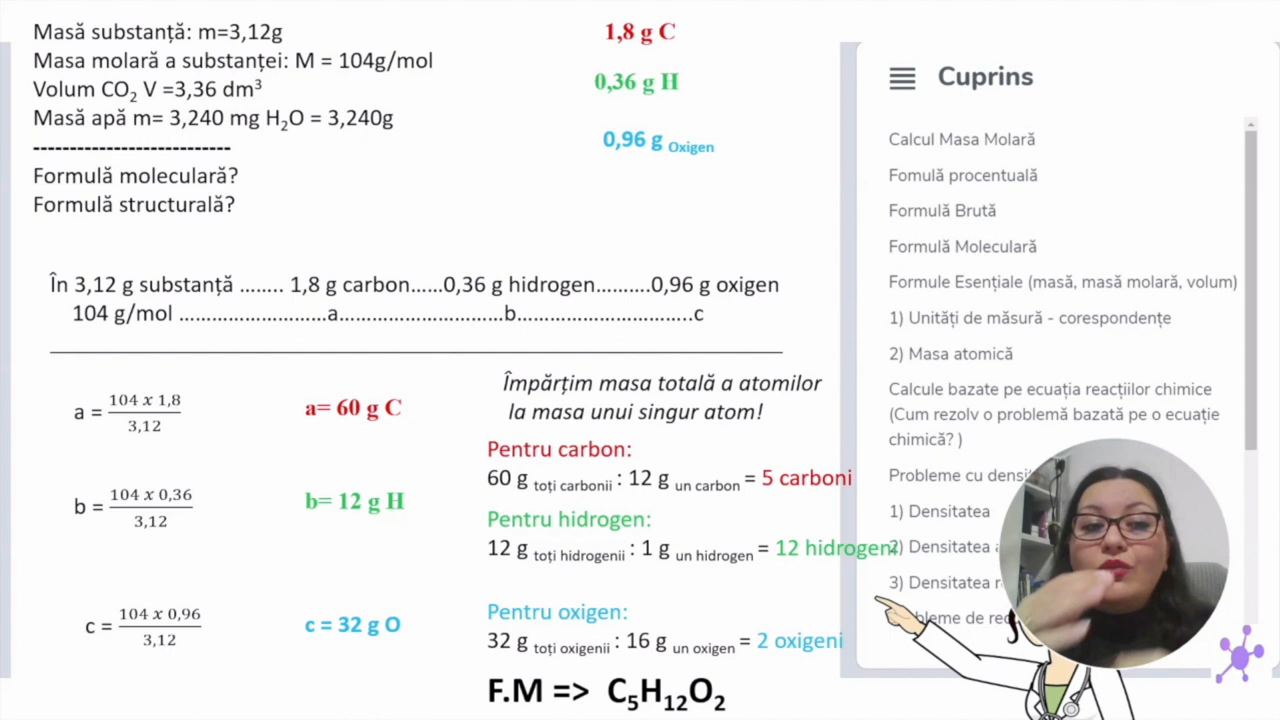 Masă substanță: m=3,12g
Masa molară a substanței: M = 104g/mol
Volum CO₂ V =3,36 dm³
Masă apă m= 3,240 mg H₂O = 3,240g
---------------------------
Formulă moleculară?
Formulă structurală?
1,8 g C
0,36 g H
0,96 g Oxigen
În 3,12 g substanță ........ 1,8 g carbon......0,36 g hidrogen..........0,96 g oxigen
104 g/mol ..............................a.................................b...................................c
a = 104 x 1,8 / 3,12
a= 60 g C
b = 104 x 0,36 / 3,12
b= 12 g H
c = 104 x 0,96 / 3,12
c = 32 g O
Împărțim masa totală a atomilor
la masa unui singur atom!
Pentru carbon:
60 g toți carbonii : 12 g un carbon = 5 carboni
Pentru hidrogen:
12 g toți hidrogenii : 1 g un hidrogen = 12 hidrogeni
Pentru oxigen:
32 g toți oxigenii : 16 g un oxigen = 2 oxigeni
F.M => C₅H₁₂O₂
Cuprins
Calcul Masa Molară
Fomulă procentuală
Formulă Brută
Formulă Moleculară
Formule Esențiale (masă, masă molară, volum)
1) Unități de măsură - corespondențe
2) Masa atomică
Calcule bazate pe ecuația reacțiilor chimice
(Cum rezolv o problemă bazată pe o ecuație
chimică? )
Probleme cu
1) Densitatea
2) Densitatea
3) Densitatea
de